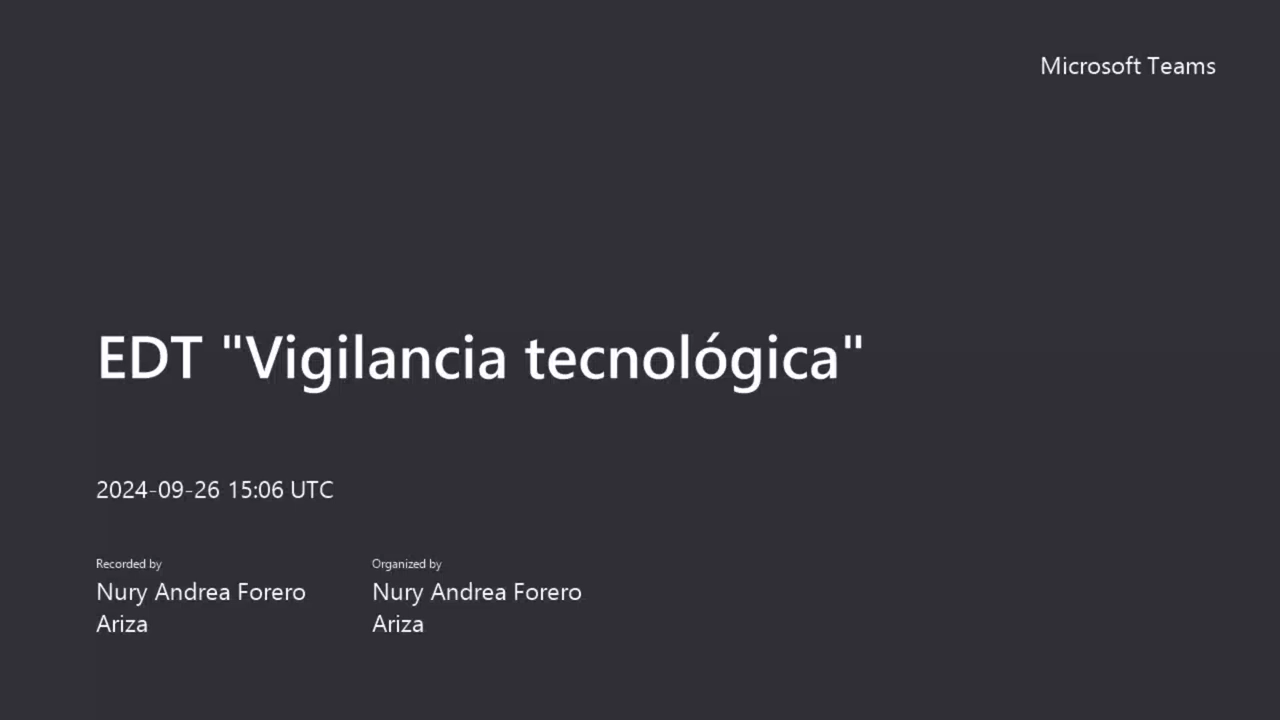 Microsoft Teams
EDT "Vigilancia tecnológica"
2024-09-26 15:06 UTC
Recorded by
Nury Andrea Forero
Ariza
Organized by
Nury Andrea Forero
Ariza